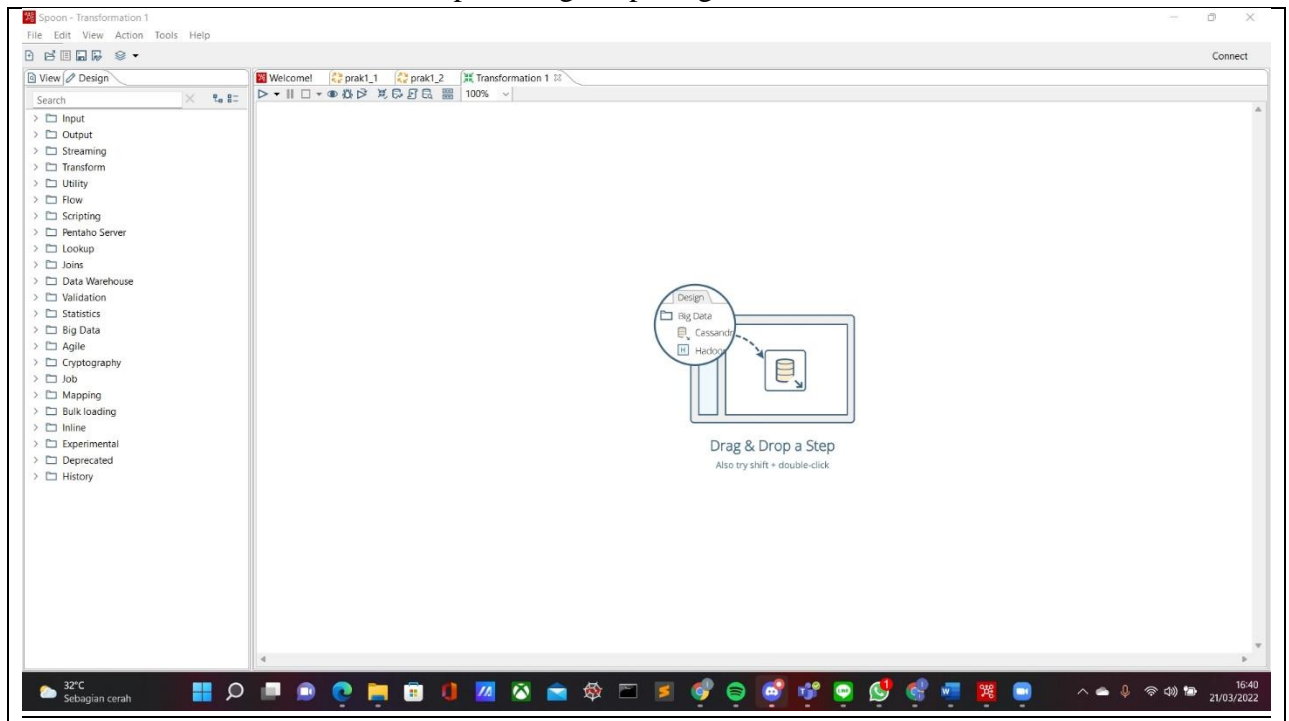 Spoon - Transformation 1
File Edit View Action Tools Help
Connect
View Design
Welcome! prak1_1 prak1_2 Transformation 1
Search
100%
Input
Output
Streaming
Transform
Utility
Flow
Scripting
Pentaho Server
Lookup
Joins
Data Warehouse
Validation
Statistics
Big Data
Agile
Cryptography
Job
Mapping
Bulk loading
Inline
Experimental
Deprecated
History
Design
Big Data
Cassandr
Hadoop
Drag & Drop a Step
Also try shift + double-click
32°C
Sebagian cerah
16:40
21/03/2022